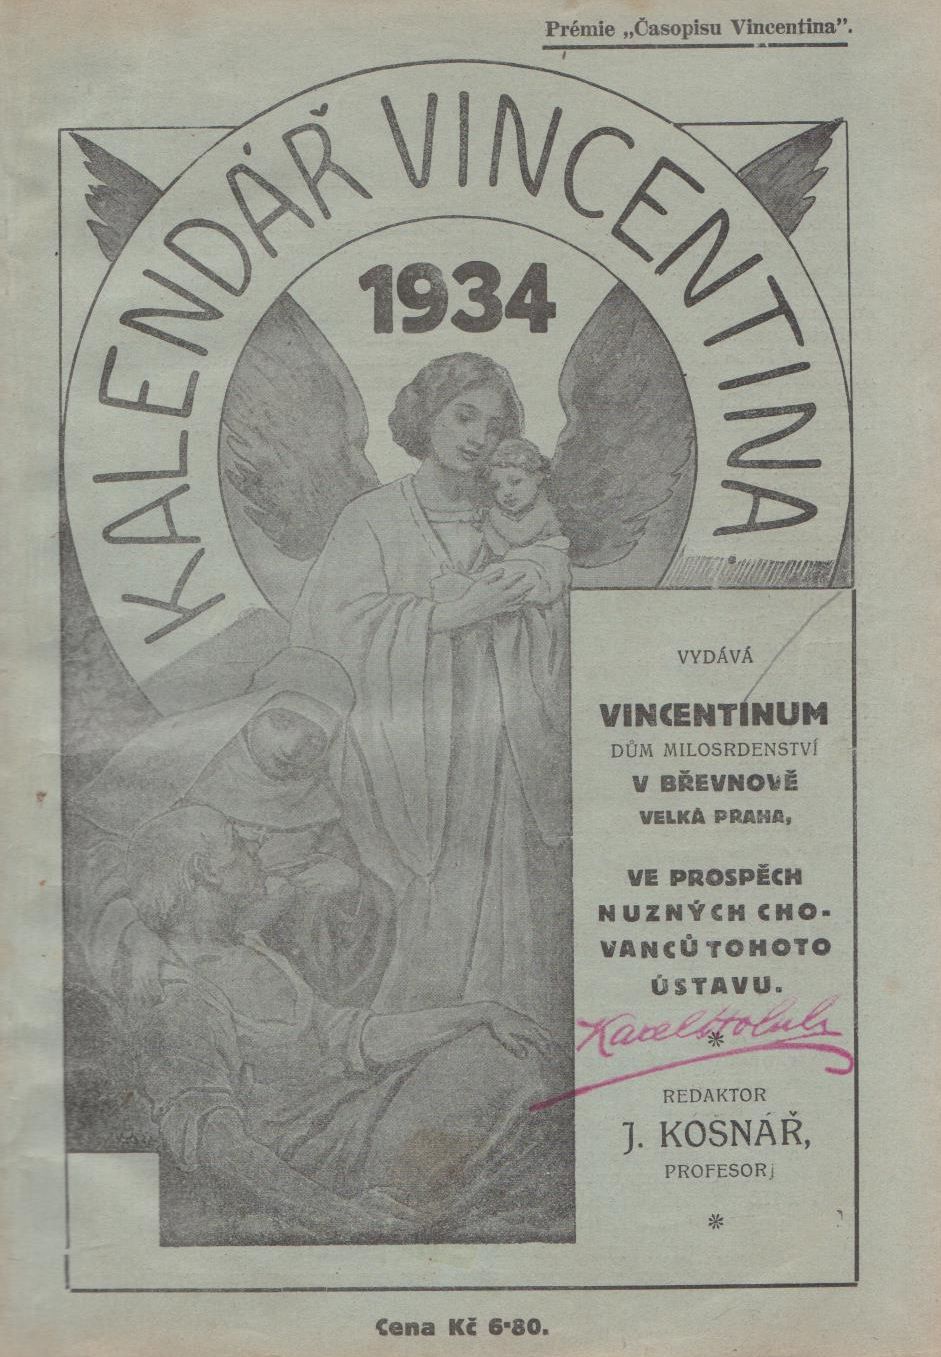 Prémie „Časopisu Vincentina”.
KALENDÁŘ VINCENTINA
1934
VYDÁVÁ
VINCENTINUM
DŮM MILOSRDENSTVÍ
V BŘEVNOVĚ
VELKÁ PRAHA,
VE PROSPĚCH
NUZNÝCH CHO-
VANCŮ TOHOTO
ÚSTAVU.
Karel Holub
REDAKTOR
J. KOSNÁŘ,
PROFESOR
Cena Kč 6·80.